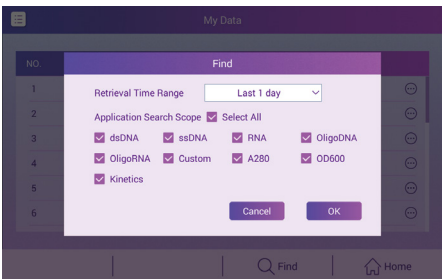 My Data
NO.
Find
1
Retrieval Time Range Last 1 day
2
Application Search Scope Select All
3
dsDNA ssDNA RNA OligoDNA
4
OligoRNA Custom A280 OD600
5
Kinetics
6
Cancel OK
Find Home